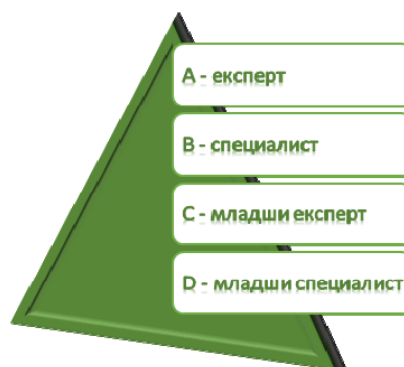 A - експерт
B - специалист
C - младши експерт
D - младши специалист